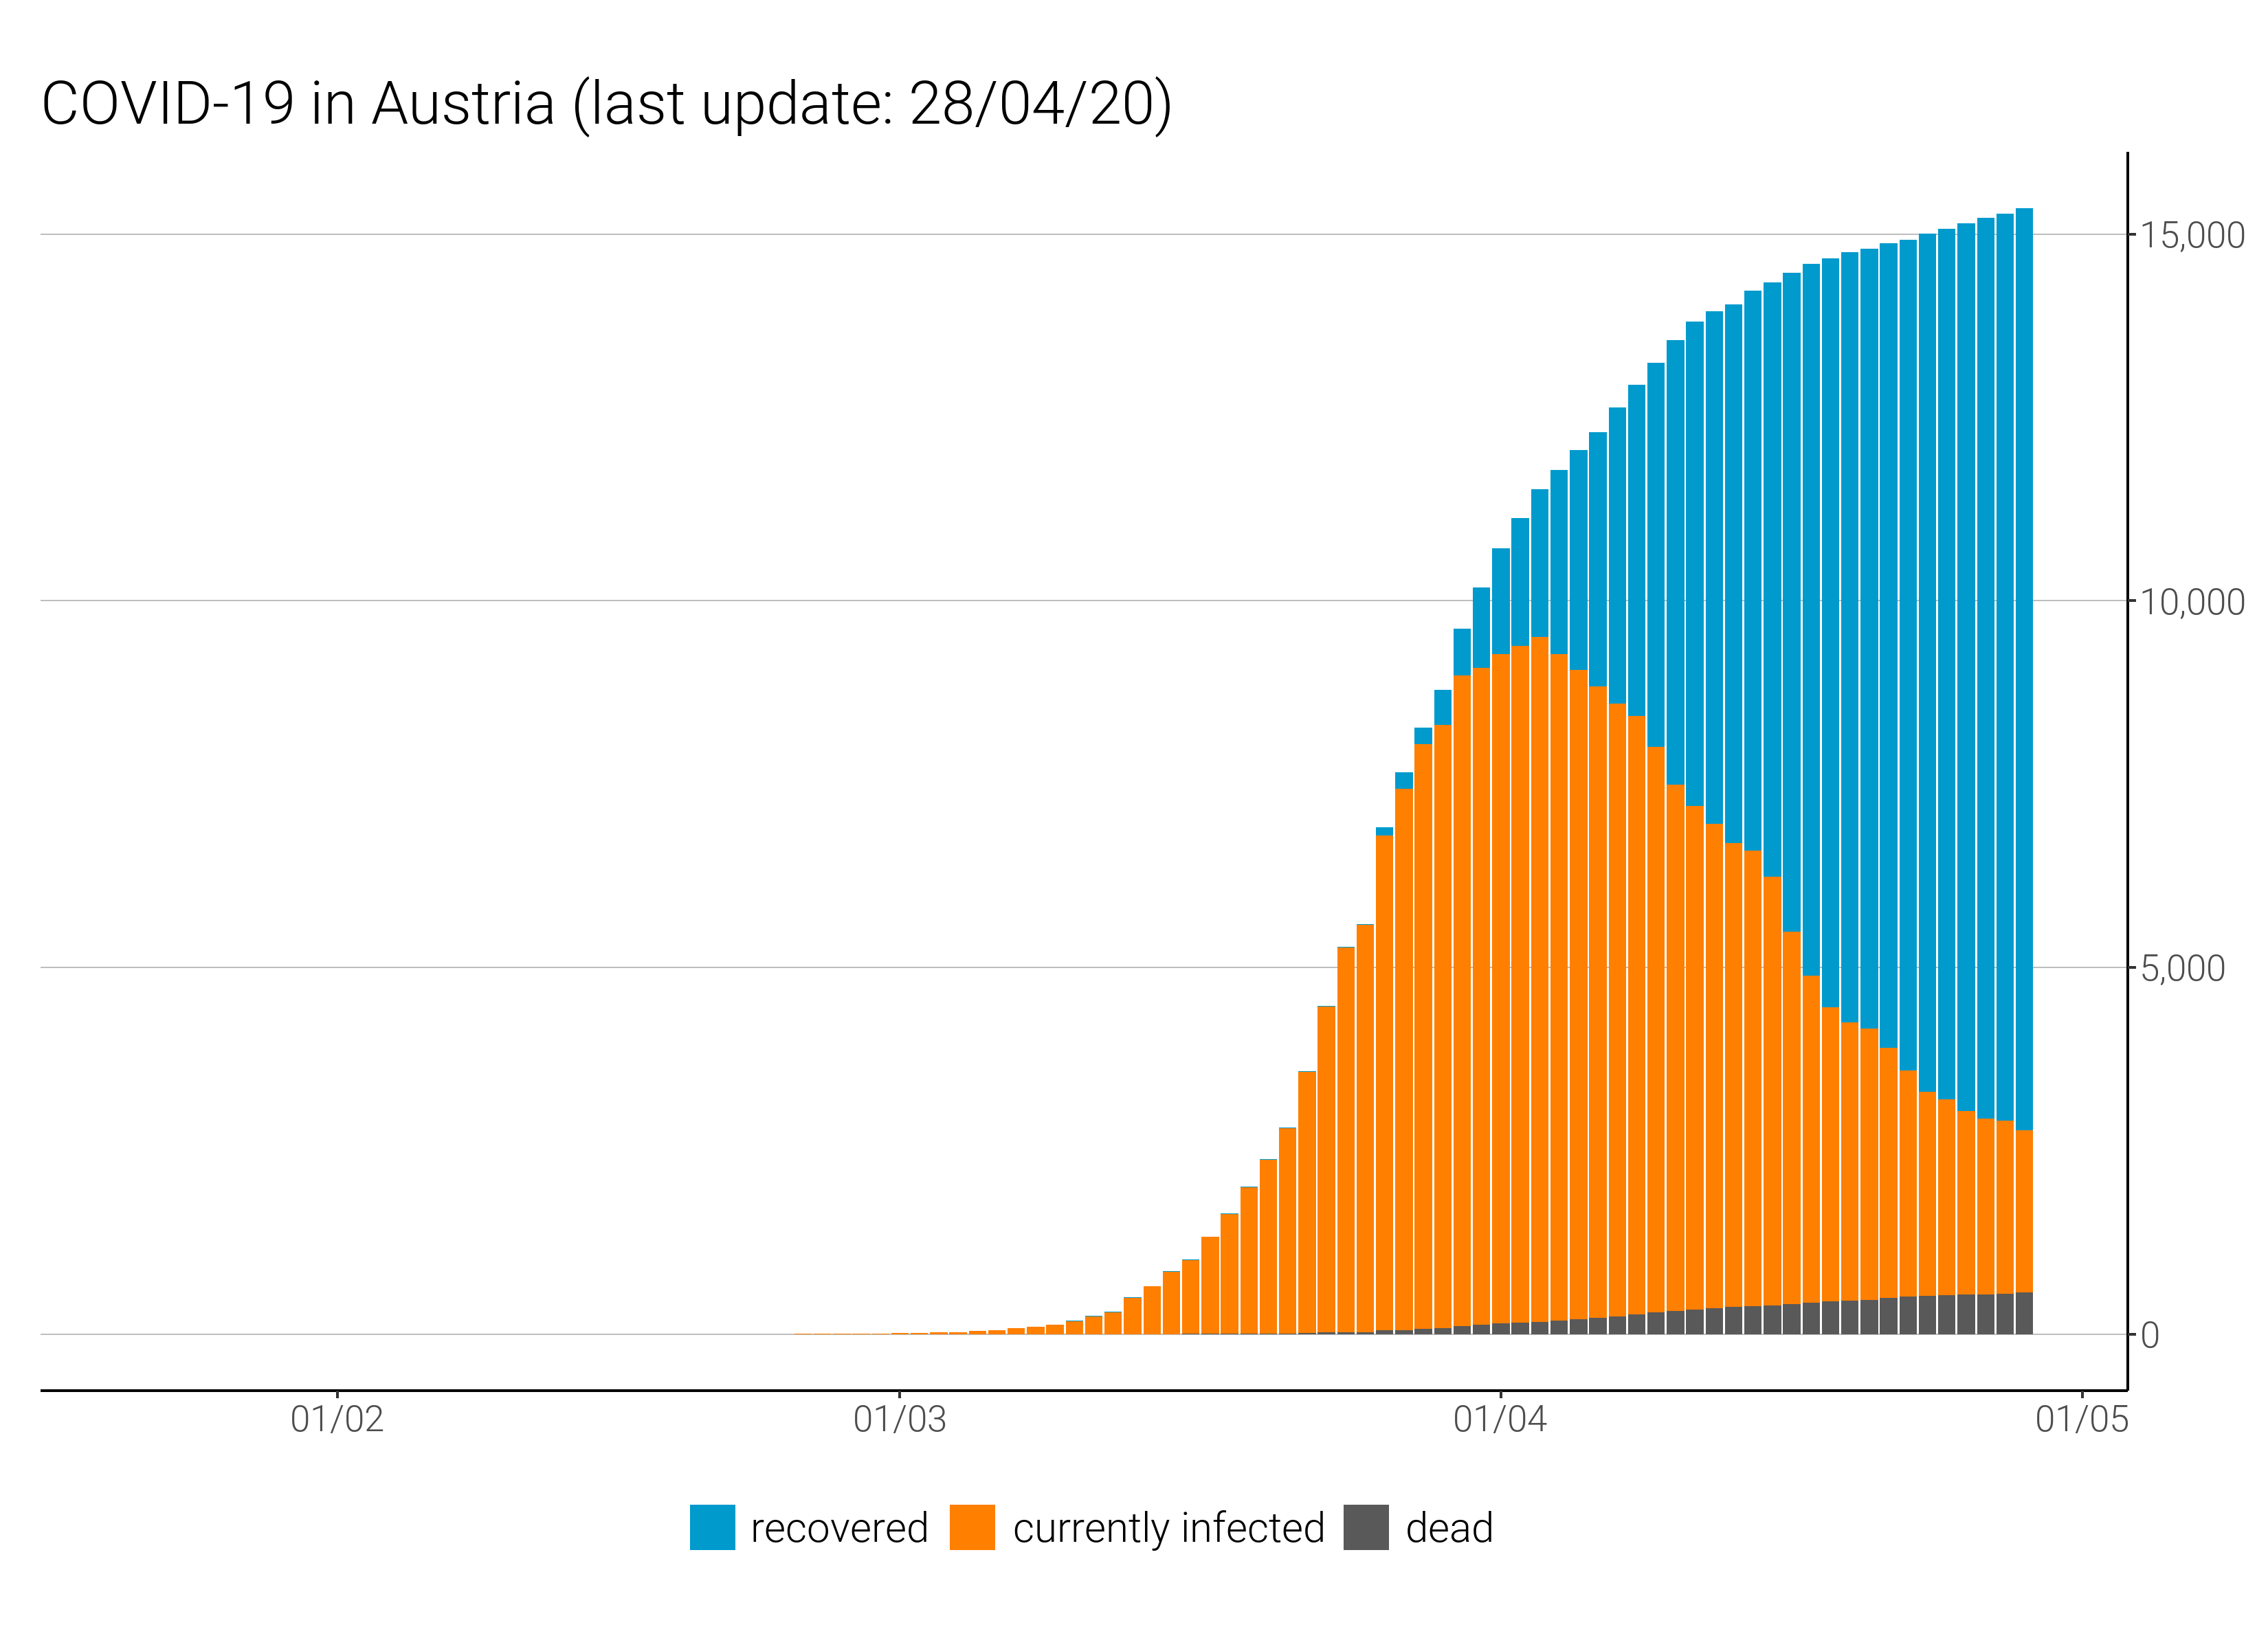 COVID-19 in Austria (last update: 28/04/20)
15,000
10,000
5,000
0
01/02 01/03 01/04 01/05
recovered currently infected dead